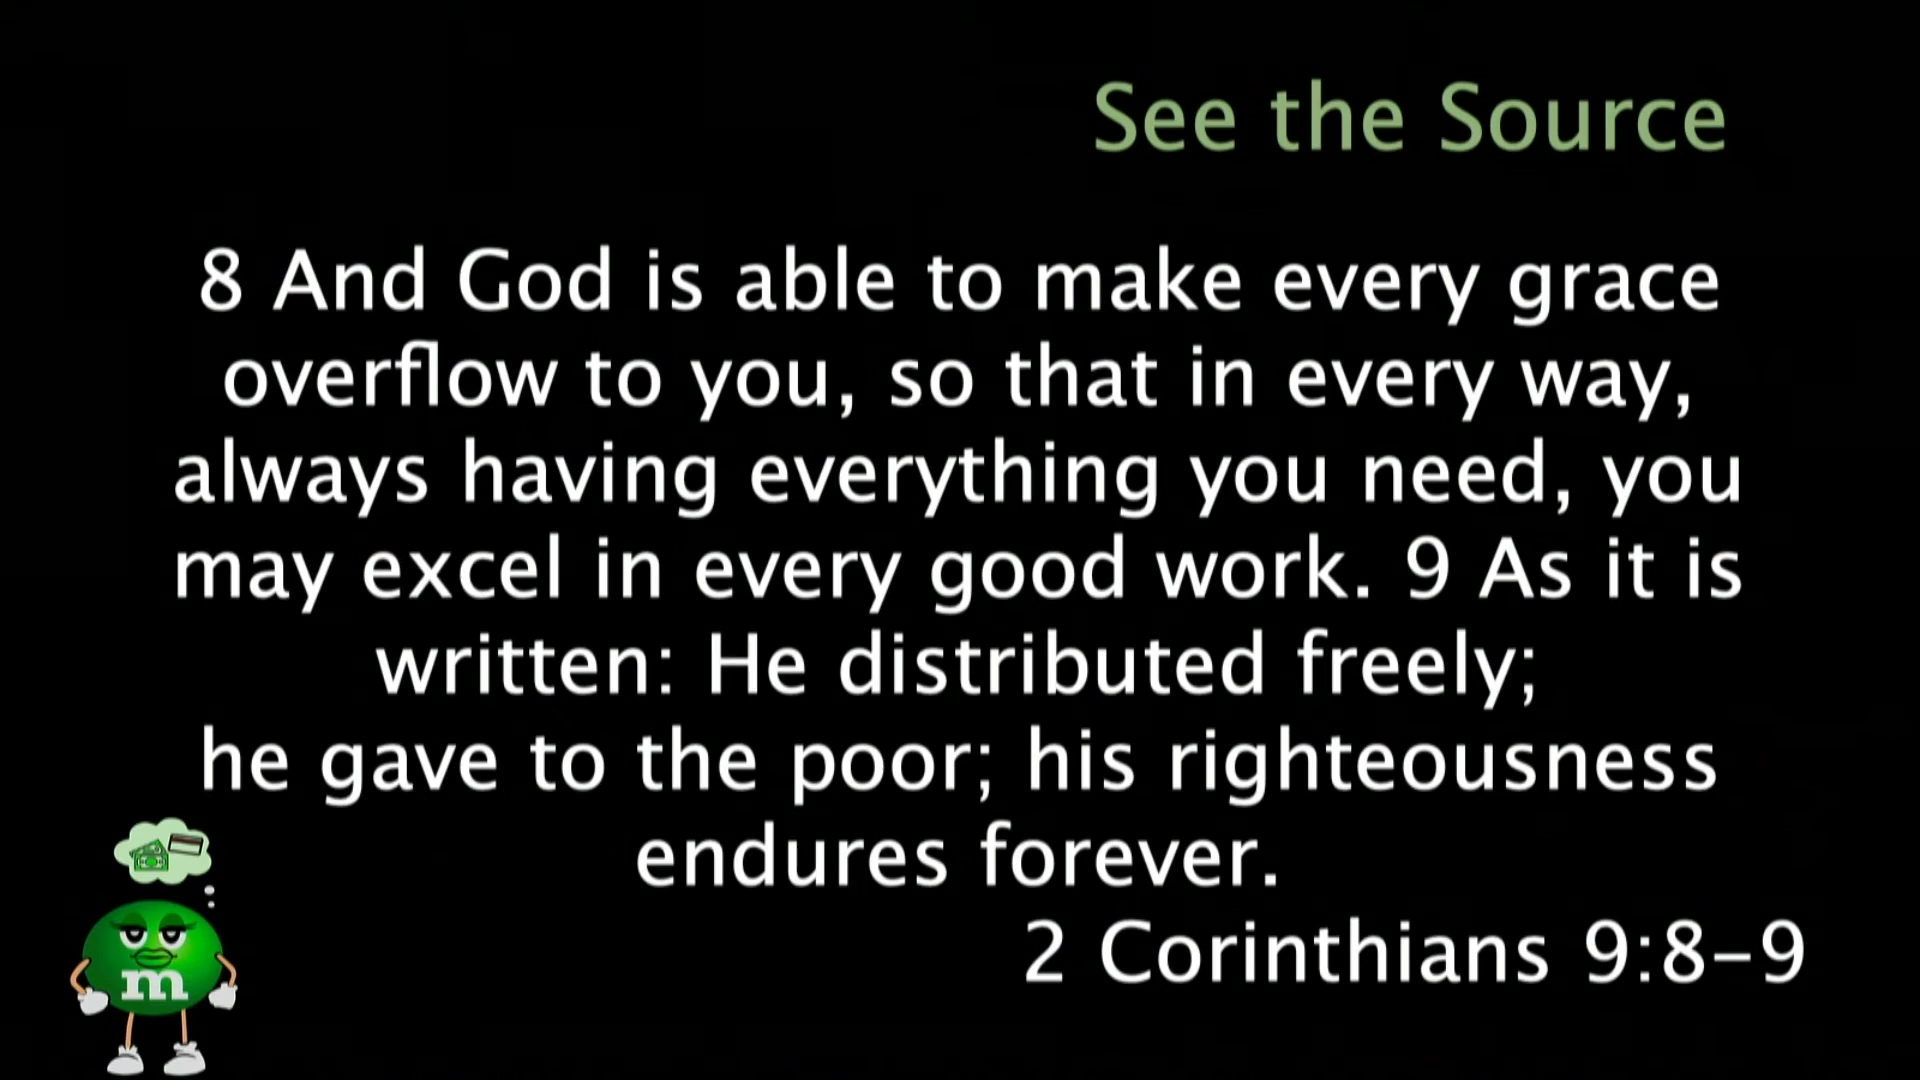 See the Source
8 And God is able to make every grace
overflow to you, so that in every way,
always having everything you need, you
may excel in every good work. 9 As it is
written: He distributed freely;
he gave to the poor; his righteousness
endures forever.
2 Corinthians 9:8-9
m